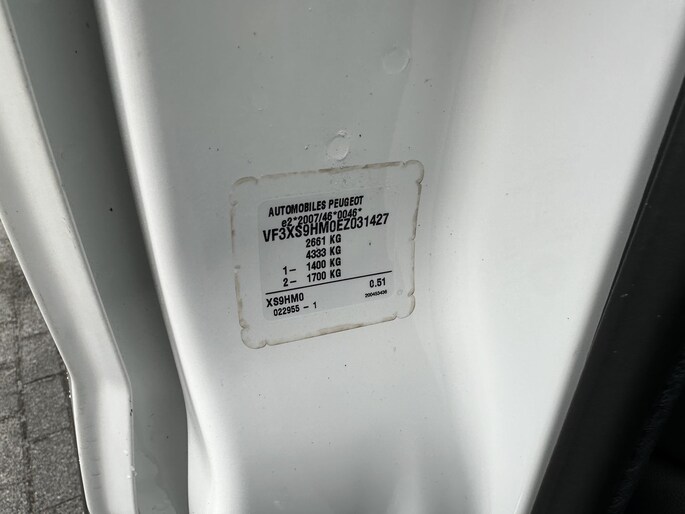 AUTOMOBILES PEUGEOT
e2*2007/46*0046*
VF3XS9HM0EZ031427
2661 KG
4333 KG
1- 1400 KG
2- 1700 KG
XS9HM0 0.51
022955 - 1 200453436